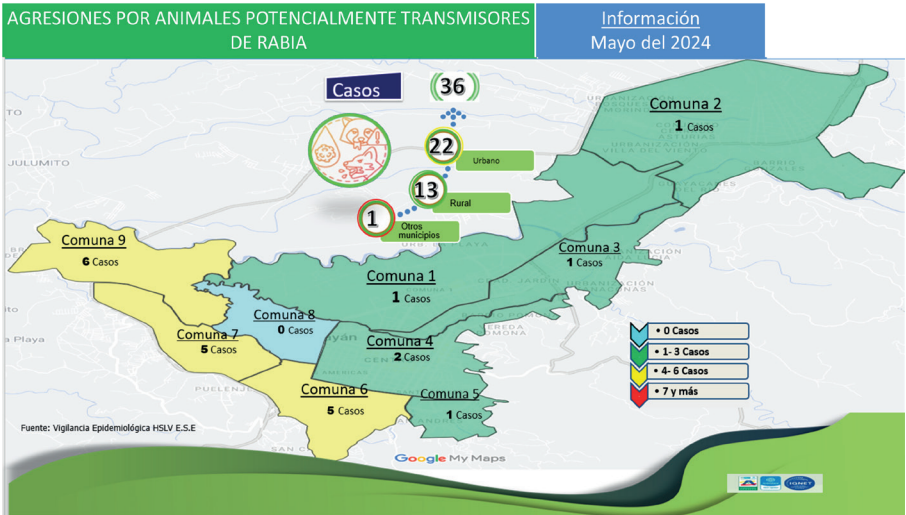 AGRESIONES POR ANIMALES POTENCIALMENTE TRANSMISORES
DE RABIA
Información
Mayo del 2024
Casos
36
22
Urbano
13
Rural
1
Otros
municipios
Comuna 2
1 Casos
Comuna 9
6 Casos
Comuna 3
1 Casos
Comuna 1
1 Casos
Comuna 8
0 Casos
Comuna 7
5 Casos
Comuna 4
2 Casos
Comuna 6
5 Casos
Comuna 5
1 Casos
• 0 Casos
• 1- 3 Casos
• 4- 6 Casos
• 7 y más
JULUMITO
a Playa
Fuente: Vigilancia Epidemiológica HSLV E.S.E
Google My Maps